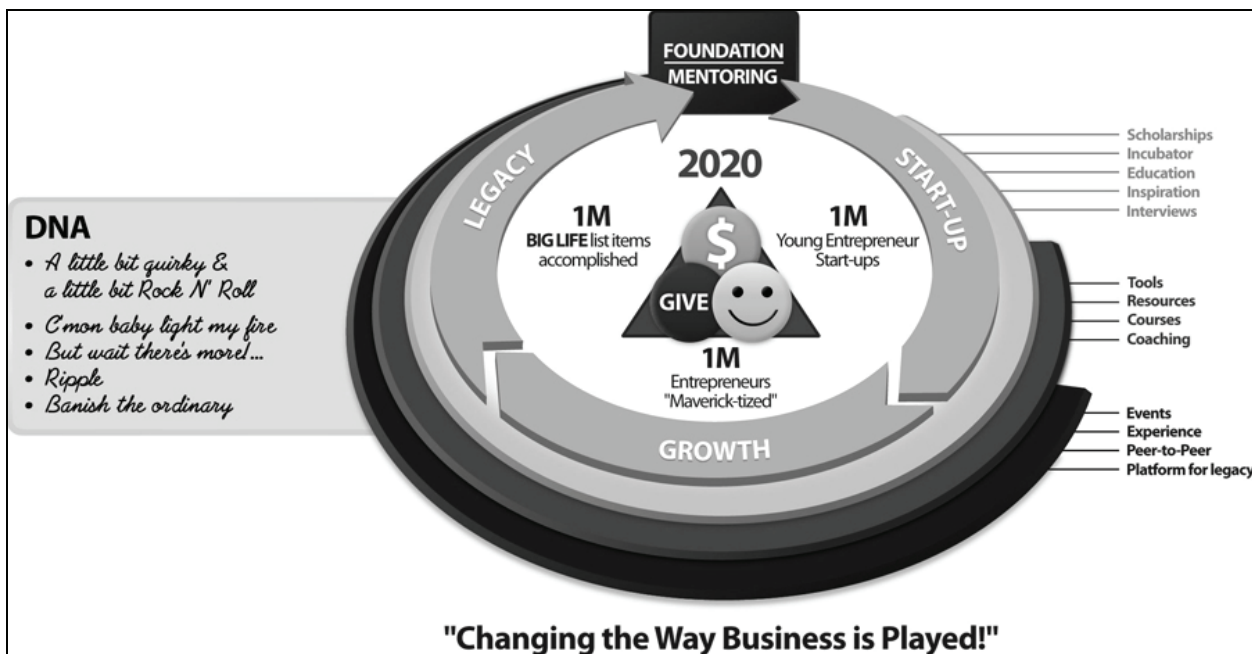 FOUNDATION
MENTORING
LEGACY
START-UP
GROWTH
2020
1M
BIG LIFE list items
accomplished
1M
Young Entrepreneur
Start-ups
$
GIVE
1M
Entrepreneurs
"Maverick-tized"
DNA
• A little bit quirky &
a little bit Rock N' Roll
• C'mon baby light my fire
• But wait there's more!...
• Ripple
• Banish the ordinary
Scholarships
Incubator
Education
Inspiration
Interviews
Tools
Resources
Courses
Coaching
Events
Experience
Peer-to-Peer
Platform for legacy
"Changing the Way Business is Played!"